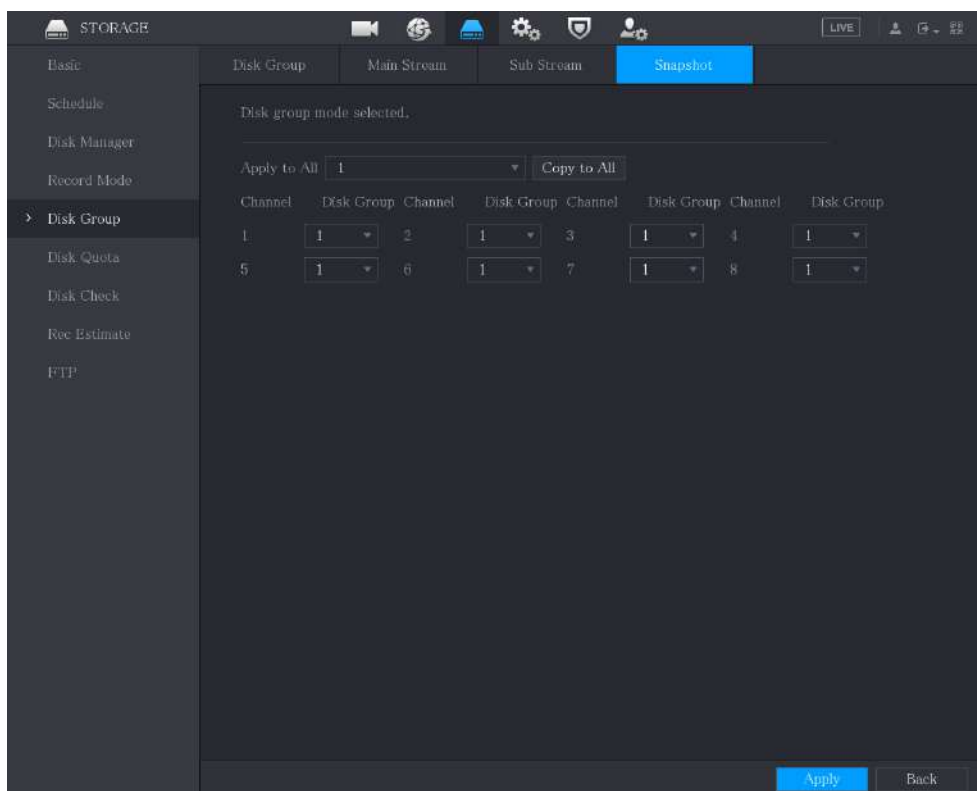 STORAGE LIVE
Basic
Schedule
Disk Manager
Record Mode
Disk Group
Disk Quota
Disk Check
Rec Estimate
FTP
Disk Group Main Stream Sub Stream Snapshot
Disk group mode selected.
Apply to All 1 Copy to All
Channel Disk Group Channel Disk Group Channel Disk Group Channel Disk Group
1 1 2 1 3 1 4 1
5 1 6 1 7 1 8 1
Apply Back